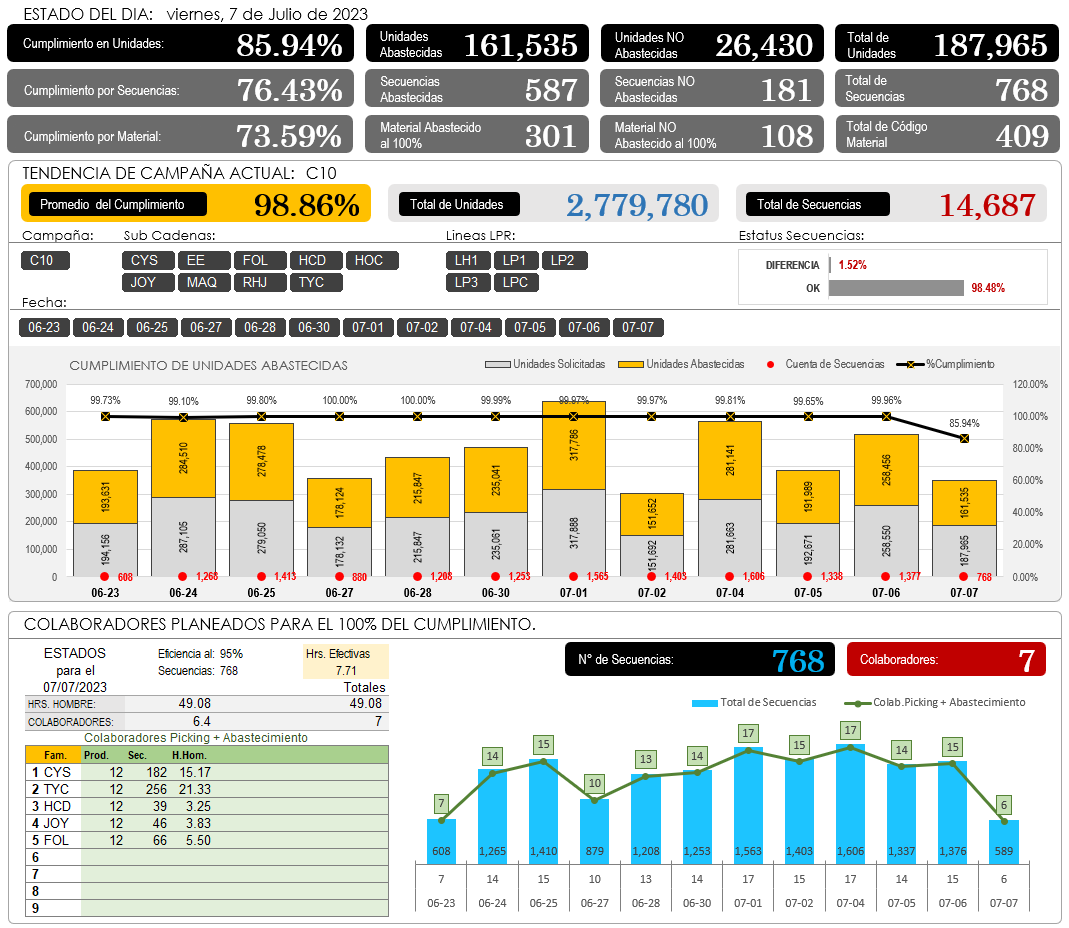 ESTADO DEL DIA: viernes, 7 de Julio de 2023
Cumplimiento en Unidades: 85.94%
Unidades Abastecidas 161,535
Unidades NO Abastecidas 26,430
Total de Unidades 187,965
Cumplimiento por Secuencias: 76.43%
Secuencias Abastecidas 587
Secuencias NO Abastecidas 181
Total de Secuencias 768
Cumplimiento por Material: 73.59%
Material Abastecido al 100% 301
Material NO Abastecido al 100% 108
Total de Código Material 409
TENDENCIA DE CAMPAÑA ACTUAL: C10
Promedio del Cumplimiento 98.86%
Total de Unidades 2,779,780
Total de Secuencias 14,687
Campaña: Sub Cadenas: Lineas LPR: Estatus Secuencias:
C10 CYS EE FOL HCD HOC LH1 LP1 LP2
JOY MAQ RHJ TYC LP3 LPC
DIFERENCIA 1.52%
OK 98.48%
Fecha:
06-23 06-24 06-25 06-27 06-28 06-30 07-01 07-02 07-04 07-05 07-06 07-07
CUMPLIMIENTO DE UNIDADES ABASTECIDAS
Unidades Solicitadas Unidades Abastecidas Cuenta de Secuencias %Cumplimiento
700,000 120.00%
600,000 100.00%
500,000 80.00%
400,000 60.00%
300,000 40.00%
200,000 20.00%
100,000 0.00%
0
99.73% 99.10% 99.80% 100.00% 100.00% 99.99% 99.97% 99.97% 99.81% 99.65% 99.96% 85.94%
193,631 284,510 278,478 178,124 215,847 235,041 317,786 151,652 281,141 191,989 258,456 161,535
194,156 287,105 279,050 178,132 215,847 235,061 317,888 151,692 281,663 192,671 258,550 187,965
608 1,268 1,413 880 1,208 1,253 1,565 1,403 1,606 1,338 1,377 768
06-23 06-24 06-25 06-27 06-28 06-30 07-01 07-02 07-04 07-05 07-06 07-07
COLABORADORES PLANEADOS PARA EL 100% DEL CUMPLIMIENTO.
ESTADOS para el 07/07/2023
Eficiencia al: 95%
Secuencias: 768
Hrs. Efectivas
7.71
Totales
HRS. HOMBRE: 49.08 49.08
COLABORADORES: 6.4 7
Colaboradores Picking + Abastecimiento
Fam. Prod. Sec. H.Hom.
1 CYS 12 182 15.17
2 TYC 12 256 21.33
3 HCD 12 39 3.25
4 JOY 12 46 3.83
5 FOL 12 66 5.50
6
7
8
9
N° de Secuencias: 768
Colaboradores: 7
Total de Secuencias Colab.Picking + Abastecimiento
7 14 15 10 13 14 17 15 17 14 15 6
608 1,265 1,410 879 1,208 1,253 1,563 1,403 1,606 1,337 1,376 589
7 14 15 10 13 14 17 15 17 14 15 6
06-23 06-24 06-25 06-27 06-28 06-30 07-01 07-02 07-04 07-05 07-06 07-07